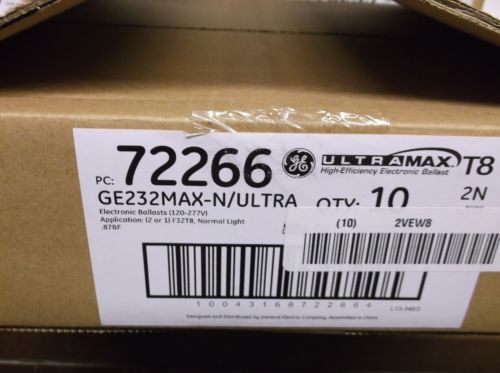 PC: 72266 GE ULTRAMAX T8
High-Efficiency Electronic Ballast
2N
GE232MAX-N/ULTRA QTY: 10
Electronic Ballasts (120-277V)
Application: (2 or 1) F32T8, Normal Light
.87BF
(10) 2VEW8
10043168722664
Designed and Distributed by General Electric Company, Assembled in China